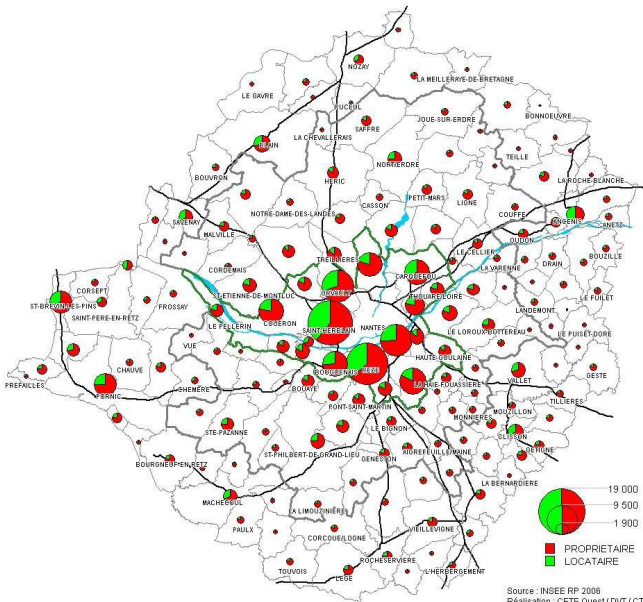 NOZAY
LA MEILLERAYE-DE-BRETAGNE
LE GAVRE
PUCEUL
BONNOEUVRE
JOUE-SUR-ERDRE
SAFFRE
LA CHEVALLERAIS
TEILLE
BLAIN
NORT/ERDRE
BOUVRON
HERIC
LA ROCHE-BLANCHE
PETIT-MARS
LIGNE
CASSON
NOTRE-DAME-DES-LANDES
COUFFE
SAVENAY
ANCENIS
ANETZ
MALVILLE
OUDON
LE CELLIER
BOUZILLE
TREILLIERES
LA VARENNE
DRAIN
CORDEMAIS
CARQUEFOU
ST-ETIENNE-DE-MONTLUC
ORVAULT
THOUARE/LOIRE
LE FUILET
CORSEPT
ST-BREVIN-LES-PINS
SAINT-PERE-EN-RETZ
FROSSAY
LANDEMONT
COUERON
LE PELLERIN
SAINT-HERBLAIN
NANTES
LE LOROUX-BOTTEREAU
LE PUISET-DORE
VUE
HAUTE-GOULAINE
CHAUVE
BOUGUENAIS
REZE
GESTE
PREFAILLES
PORNIC
CHEMERE
BOUAYE
LA HAIE-FOUASSIERE
VALLET
TILLIERES
PONT-SAINT-MARTIN
MONNIERES
MOUZILLON
STE-PAZANNE
LE BIGNON
CLISSON
GETIGNE
AIGREFEUILLE/MAINE
ST-PHILBERT-DE-GRAND-LIEU
GENESTON
BOURGNEUF-EN-RETZ
LA BERNARDIERE
MACHECOUL
LA LIMOUZINIERE
19 000
9 500
1 900
PAULX
CORCOUE/LOGNE
VIEILLEVIGNE
PROPRIETAIRE
ROCHESERVIERE
LOCATAIRE
TOUVOIS
LEGE
L'HERBERGEMENT
Source : INSEE RP 2006